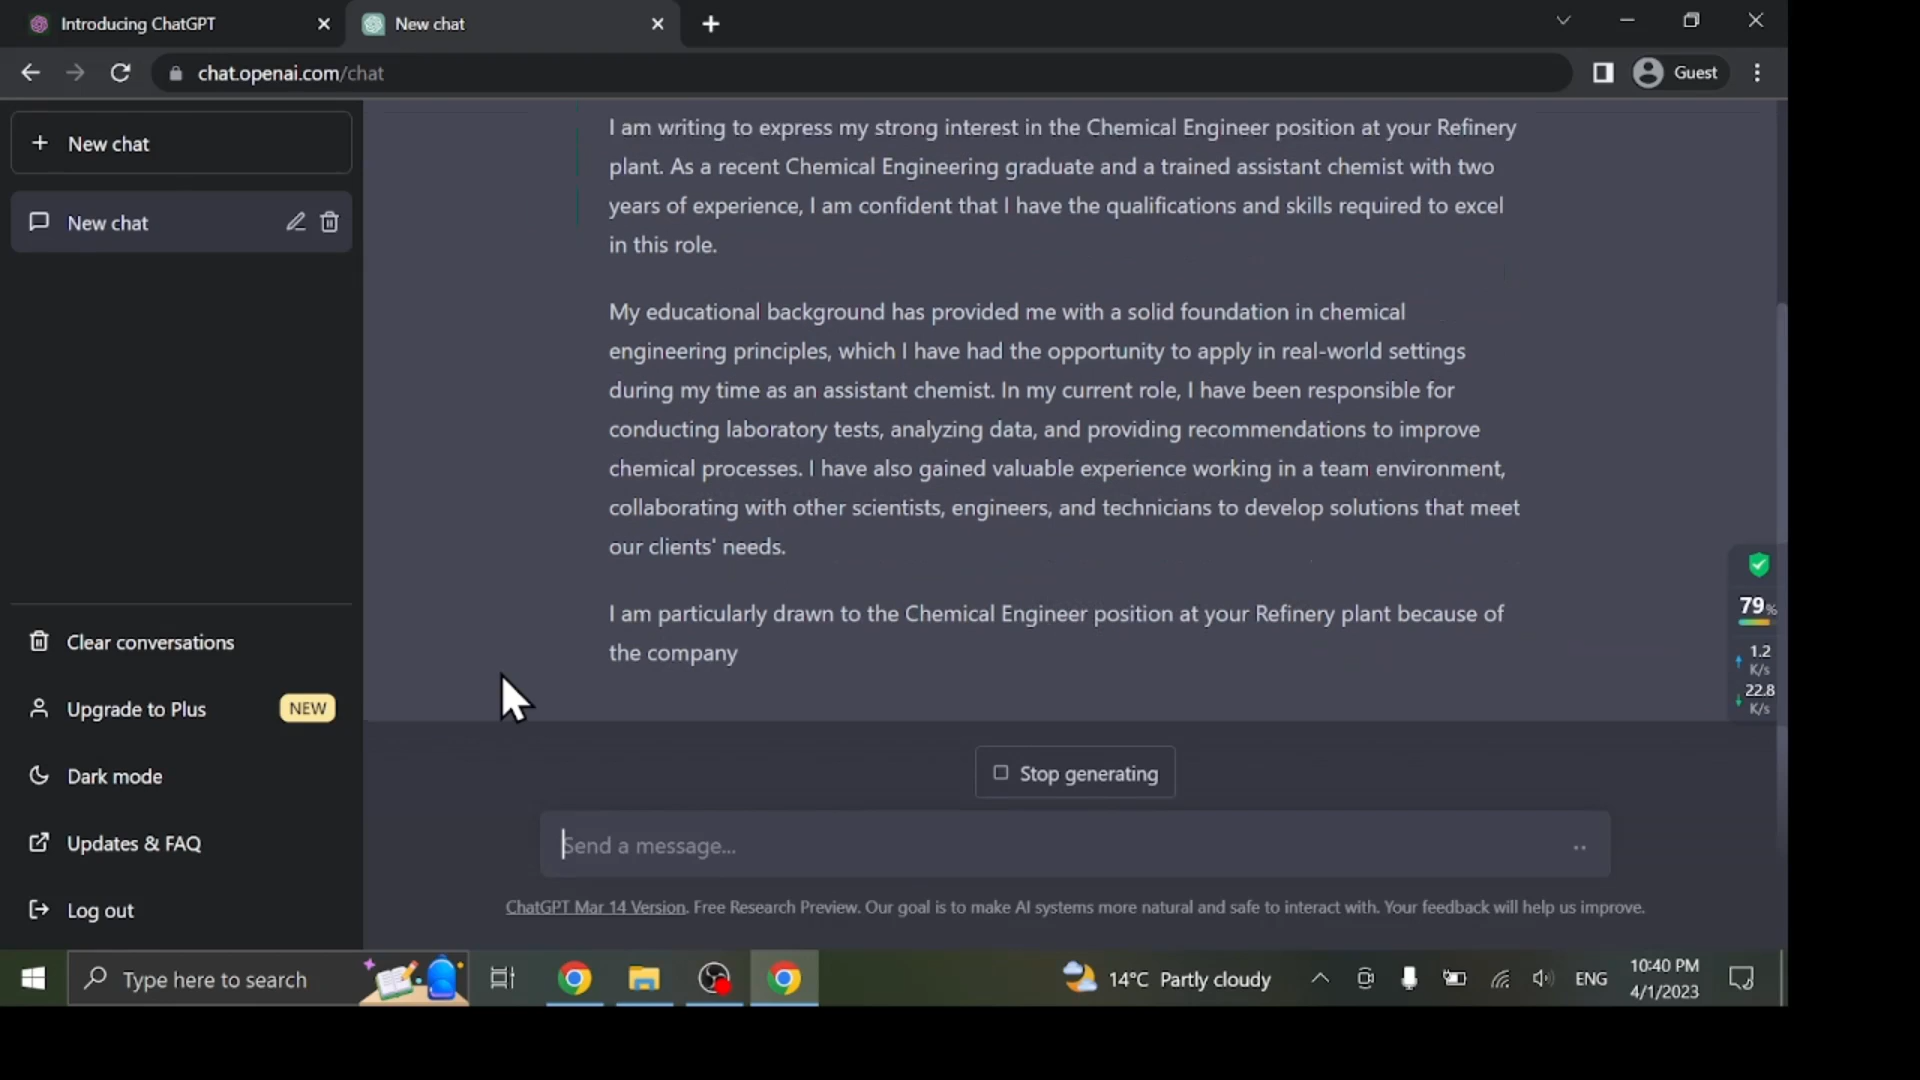 Introducing ChatGPT
New chat
chat.openai.com/chat
Guest
New chat
New chat
Clear conversations
Upgrade to Plus NEW
Dark mode
Updates & FAQ
Log out
I am writing to express my strong interest in the Chemical Engineer position at your Refinery
plant. As a recent Chemical Engineering graduate and a trained assistant chemist with two
years of experience, I am confident that I have the qualifications and skills required to excel
in this role.
My educational background has provided me with a solid foundation in chemical
engineering principles, which I have had the opportunity to apply in real-world settings
during my time as an assistant chemist. In my current role, I have been responsible for
conducting laboratory tests, analyzing data, and providing recommendations to improve
chemical processes. I have also gained valuable experience working in a team environment,
collaborating with other scientists, engineers, and technicians to develop solutions that meet
our clients' needs.
I am particularly drawn to the Chemical Engineer position at your Refinery plant because of
the company
79%
1.2
K/s
22.8
K/s
Stop generating
Send a message...
ChatGPT Mar 14 Version. Free Research Preview. Our goal is to make AI systems more natural and safe to interact with. Your feedback will help us improve.
Type here to search
14°C Partly cloudy
ENG
10:40 PM
4/1/2023